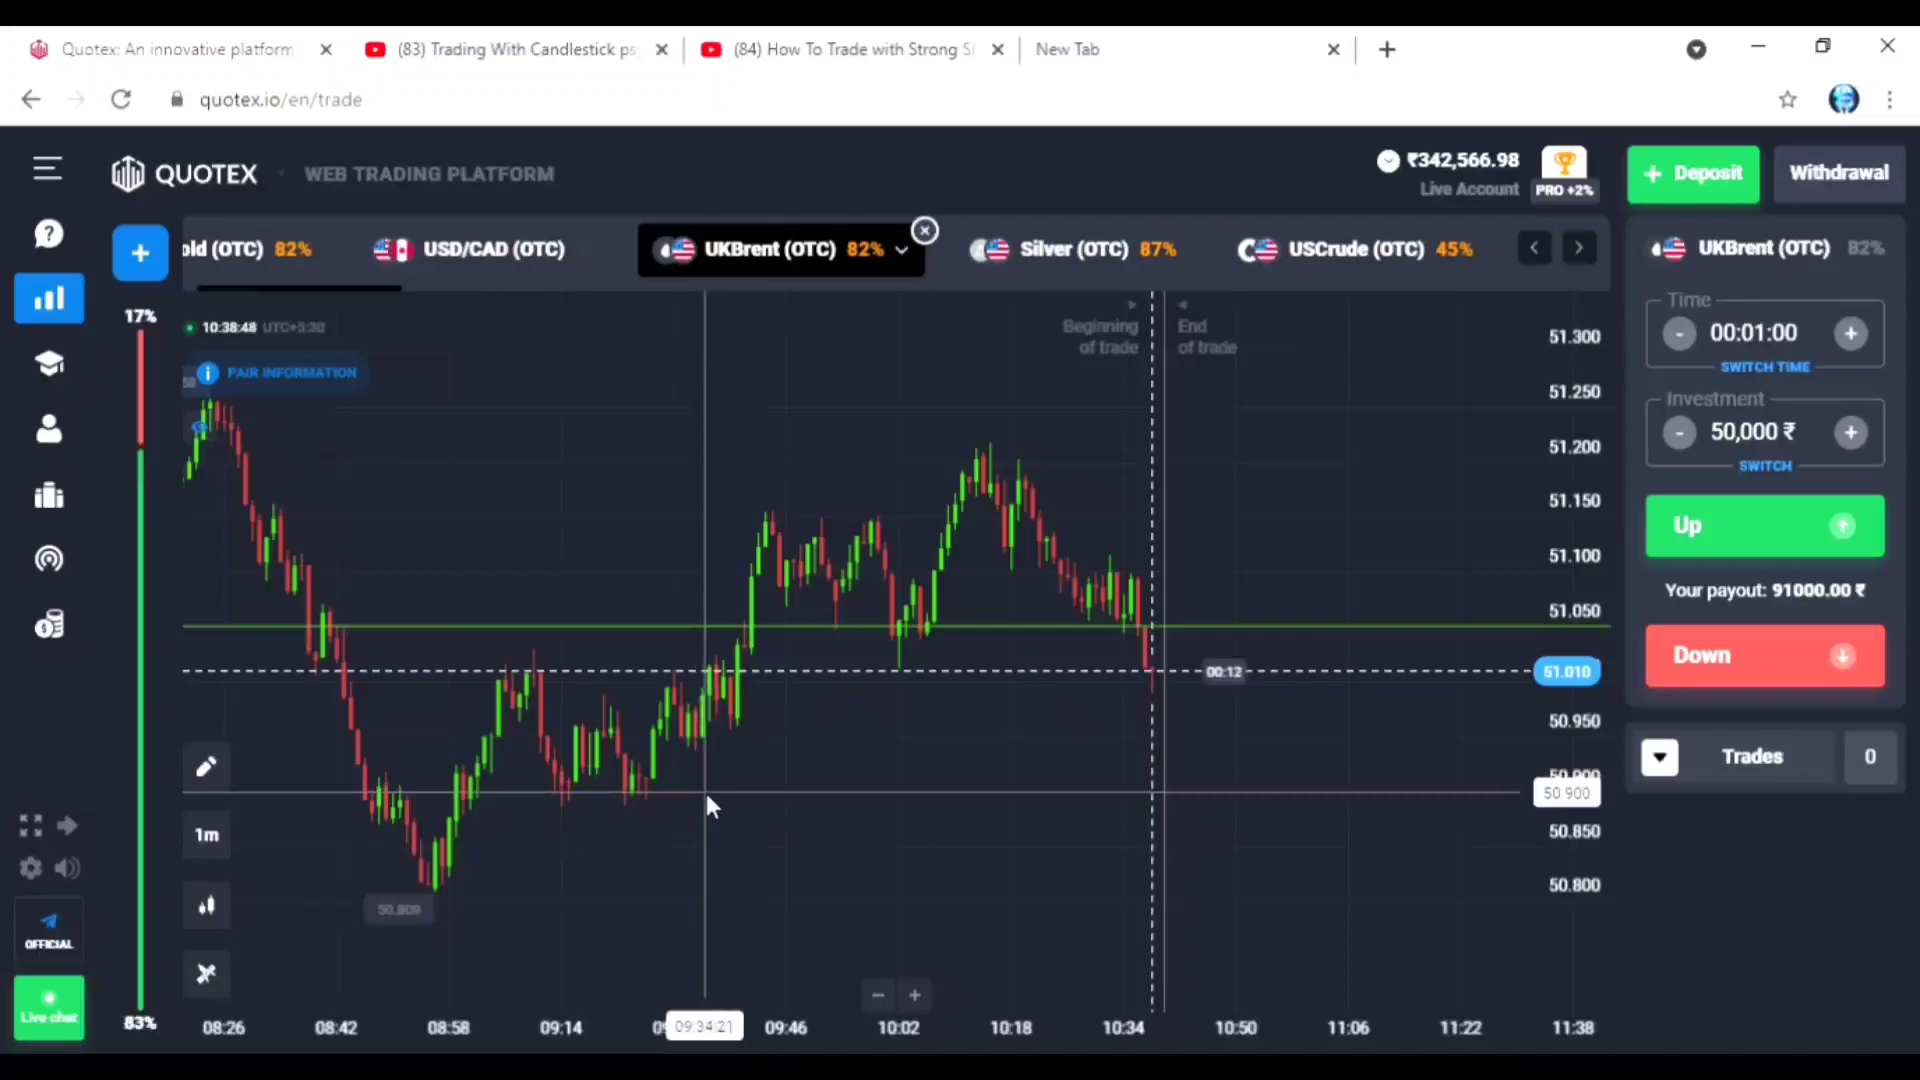 Quotex: An innovative platform
(83) Trading With Candlestick ps
(84) How To Trade with Strong S
New Tab
quotex.io/en/trade
QUOTEX
WEB TRADING PLATFORM
₹342,566.98
Live Account
PRO +2%
+ Deposit
Withdrawal
old (OTC) 82%
USD/CAD (OTC)
UKBrent (OTC) 82%
Silver (OTC) 87%
USCrude (OTC) 45%
UKBrent (OTC) 82%
17%
10:38:48 UTC+5:30
PAIR INFORMATION
Beginning
of trade
End
of trade
Time
- 00:01:00 +
SWITCH TIME
Investment
- 50,000 ₹ +
SWITCH
Up
Your payout: 91000.00 ₹
Down
Trades 0
51.300
51.250
51.200
51.150
51.100
51.050
51.010
50.950
50.900
50.900
50.850
50.800
00:12
50.809
1m
OFFICIAL
Live chat
83%
08:26
08:42
08:58
09:14
09:34:21
09:46
10:02
10:18
10:34
10:50
11:06
11:22
11:38